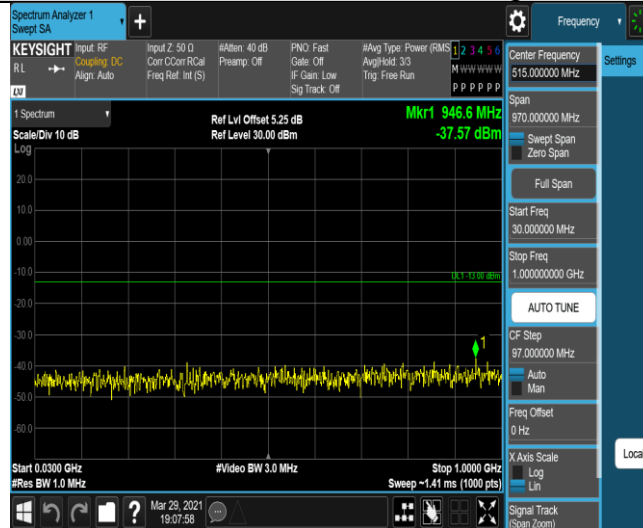 Spectrum Analyzer 1
Swept SA
+
Frequency
KEYSIGHT
RL
LXI
Input: RF
Coupling: DC
Align: Auto
Input Z: 50 Ω
Corr CCorr RCal
Freq Ref: Int (S)
#Atten: 40 dB
Preamp: Off
PNO: Fast
Gate: Off
IF Gain: Low
Sig Track: Off
#Avg Type: Power (RMS
Avg|Hold: 3/3
Trig: Free Run
1 2 3 4 5 6
M W W W W W
P P P P P P
1 Spectrum
Scale/Div 10 dB
Log
Ref Lvl Offset 5.25 dB
Ref Level 30.00 dBm
Mkr1 946.6 MHz
-37.57 dBm
20.0
10.0
0.00
-10.0
-20.0
-30.0
-40.0
-50.0
-60.0
DL1 -13.00 dBm
1
Start 0.0300 GHz
#Res BW 1.0 MHz
#Video BW 3.0 MHz
Stop 1.0000 GHz
Sweep ~1.41 ms (1000 pts)
Mar 29, 2021
19:07:58
?
Center Frequency
515.000000 MHz
Settings
Span
970.000000 MHz
Swept Span
Zero Span
Full Span
Start Freq
30.000000 MHz
Stop Freq
1.000000000 GHz
AUTO TUNE
CF Step
97.000000 MHz
Auto
Man
Freq Offset
0 Hz
X Axis Scale
Log
Lin
Loca
Signal Track
(Span Zoom)